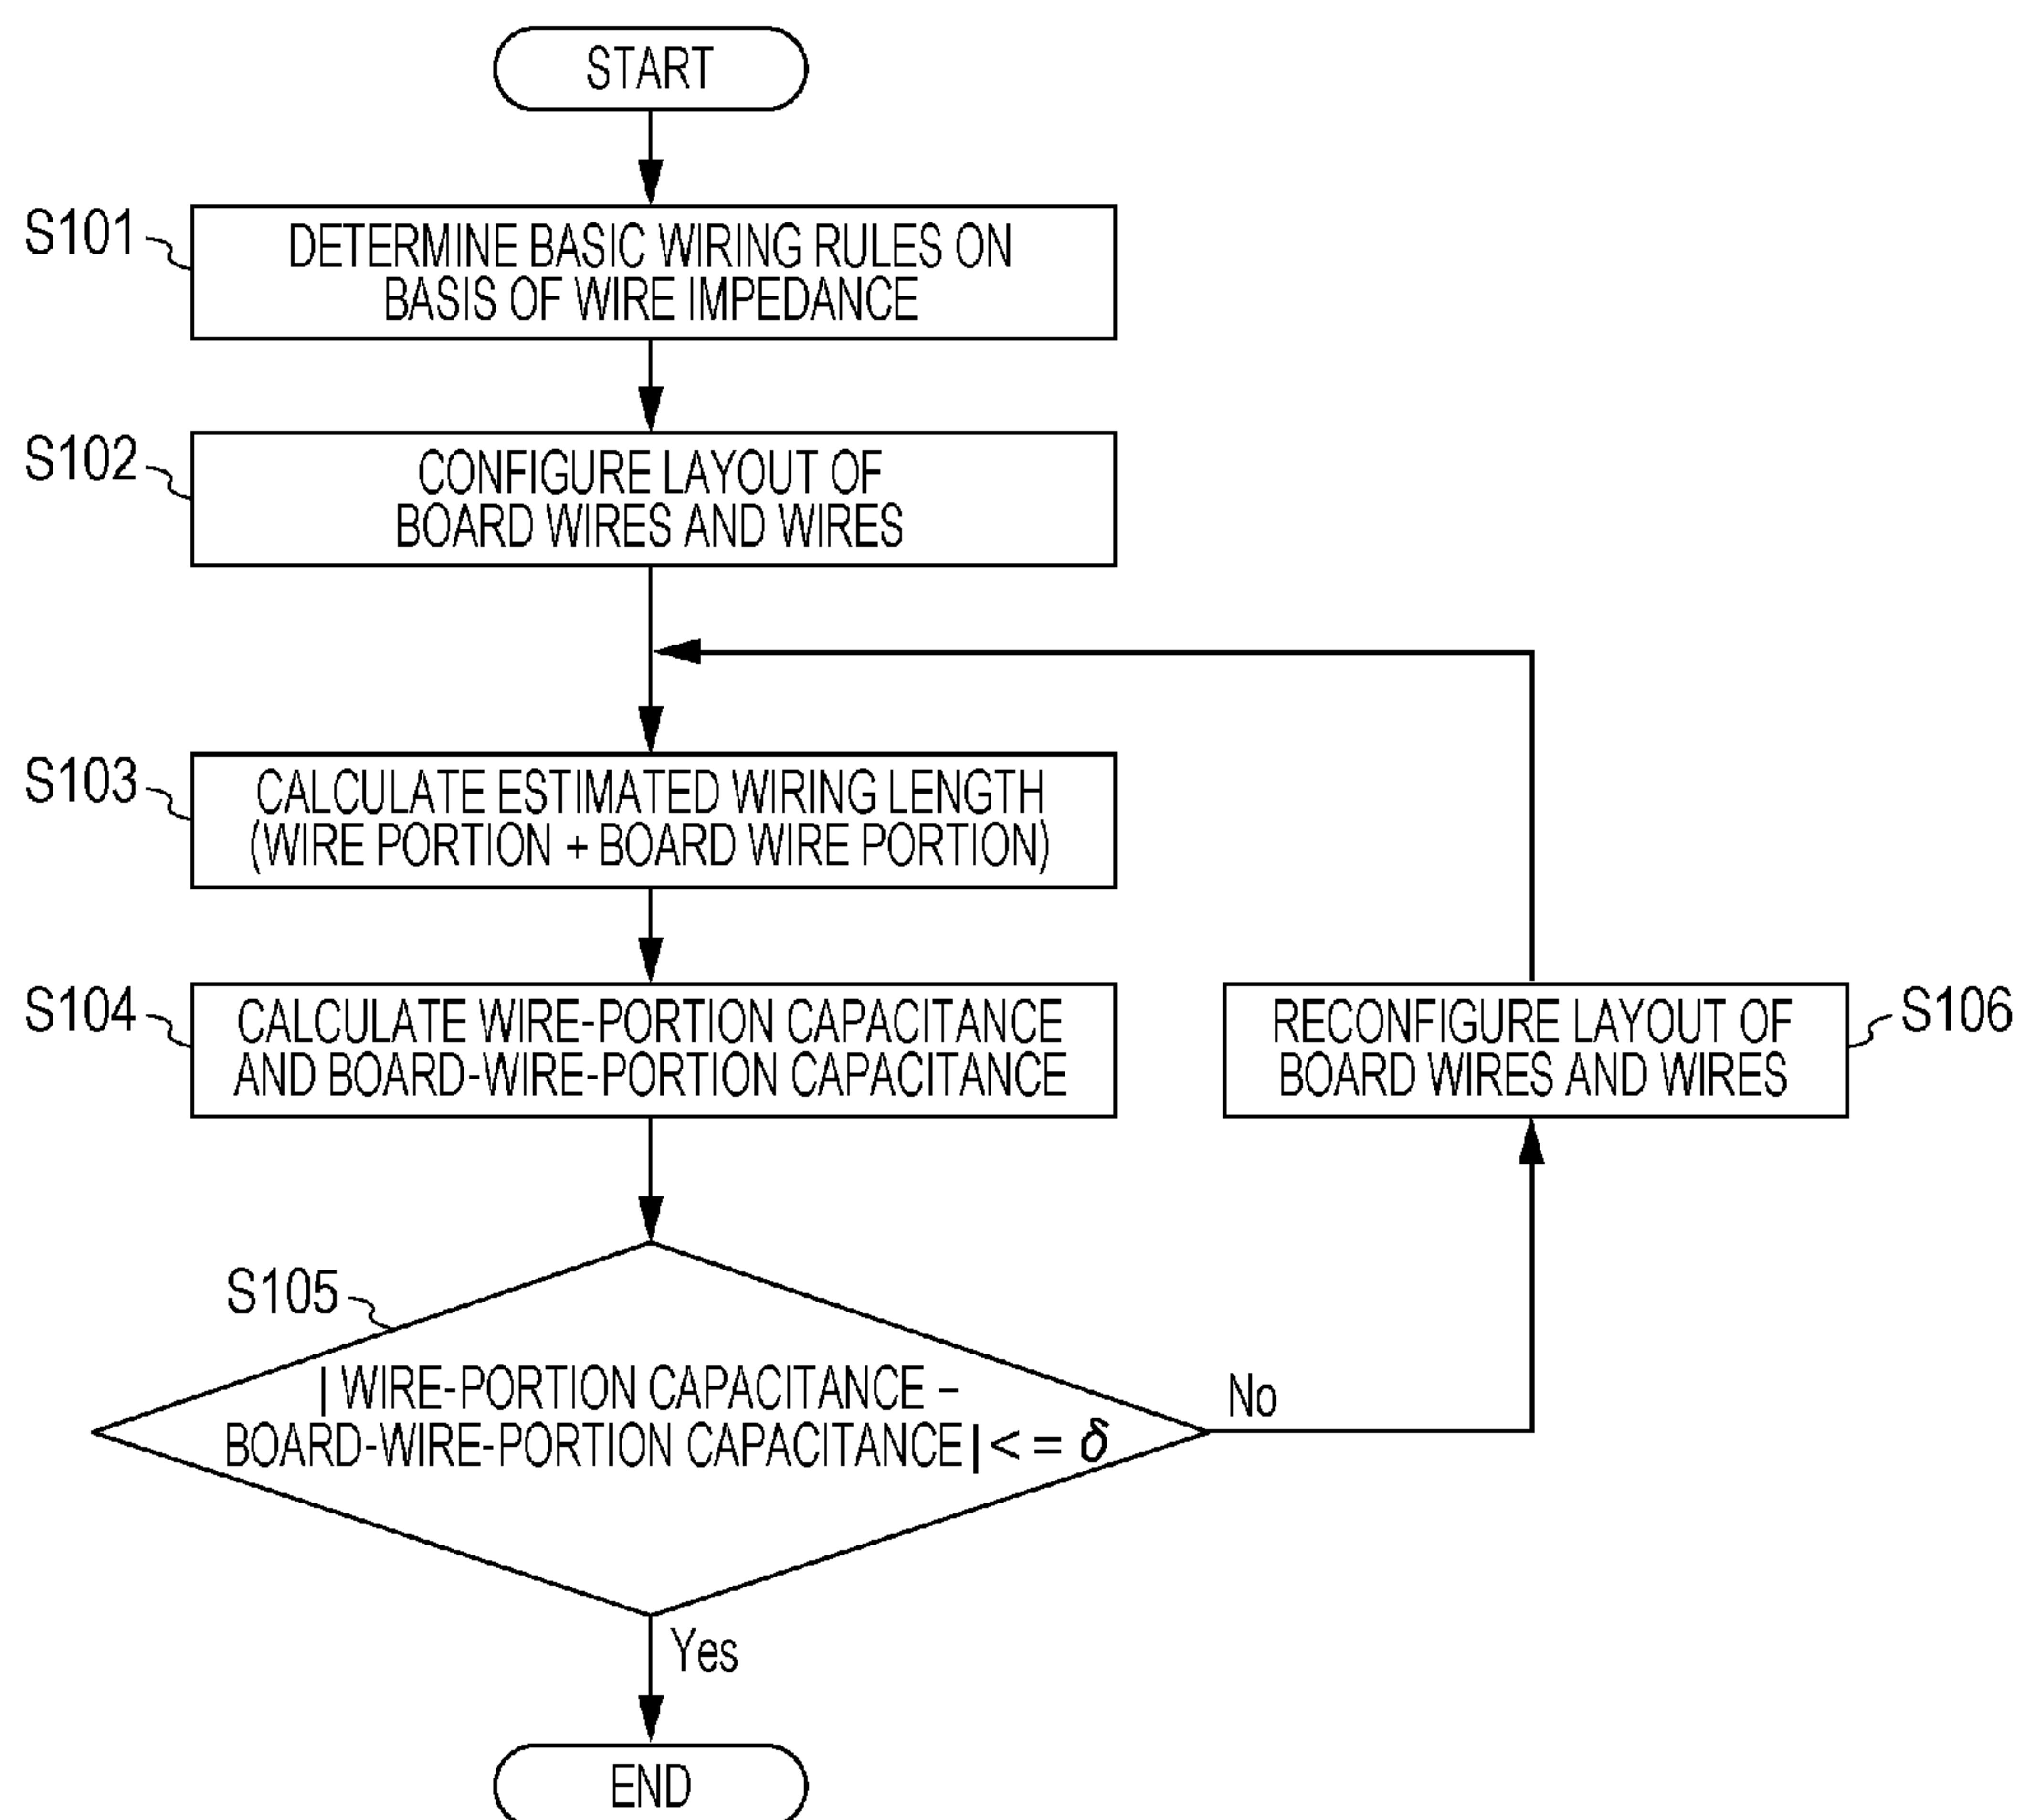 START
S101
DETERMINE BASIC WIRING RULES ON
BASIS OF WIRE IMPEDANCE
S102
CONFIGURE LAYOUT OF
BOARD WIRES AND WIRES
S103
CALCULATE ESTIMATED WIRING LENGTH
(WIRE PORTION + BOARD WIRE PORTION)
S104
CALCULATE WIRE-PORTION CAPACITANCE
AND BOARD-WIRE-PORTION CAPACITANCE
RECONFIGURE LAYOUT OF
BOARD WIRES AND WIRES
S106
S105
| WIRE-PORTION CAPACITANCE –
BOARD-WIRE-PORTION CAPACITANCE | < = δ
No
Yes
END